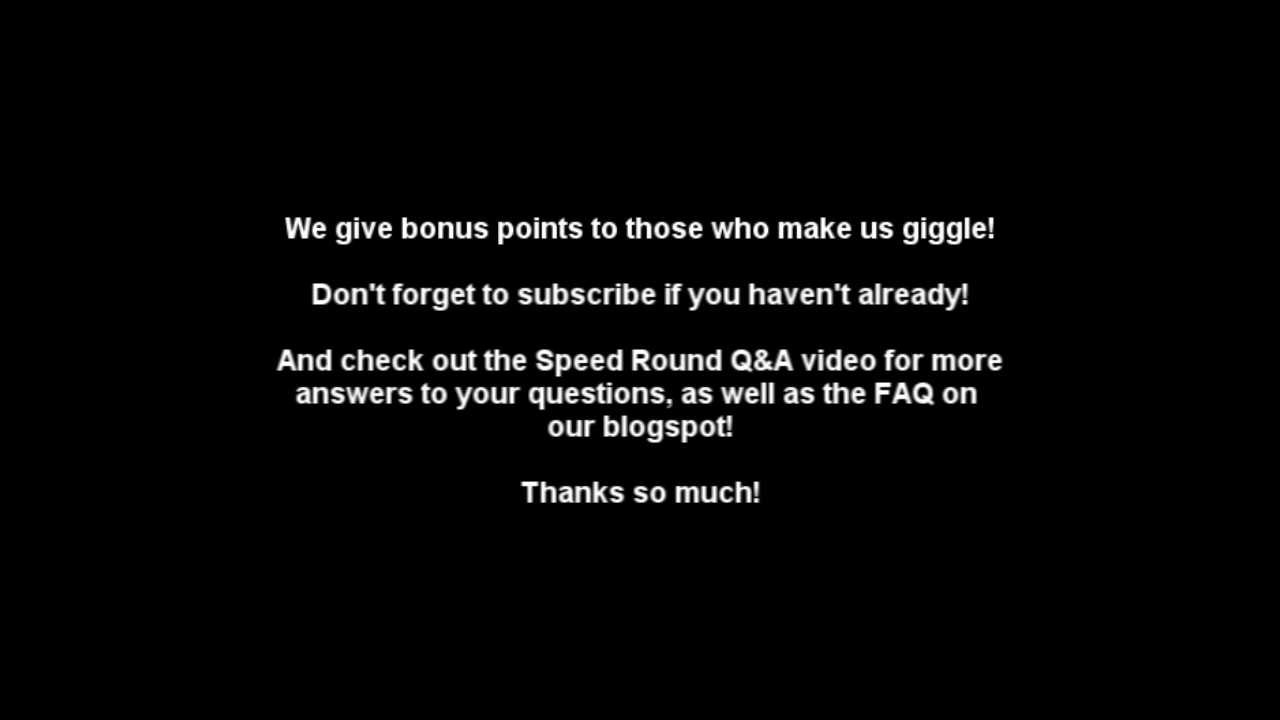 We give bonus points to those who make us giggle!
Don't forget to subscribe if you haven't already!
And check out the Speed Round Q&A video for more
answers to your questions, as well as the FAQ on
our blogspot!
Thanks so much!